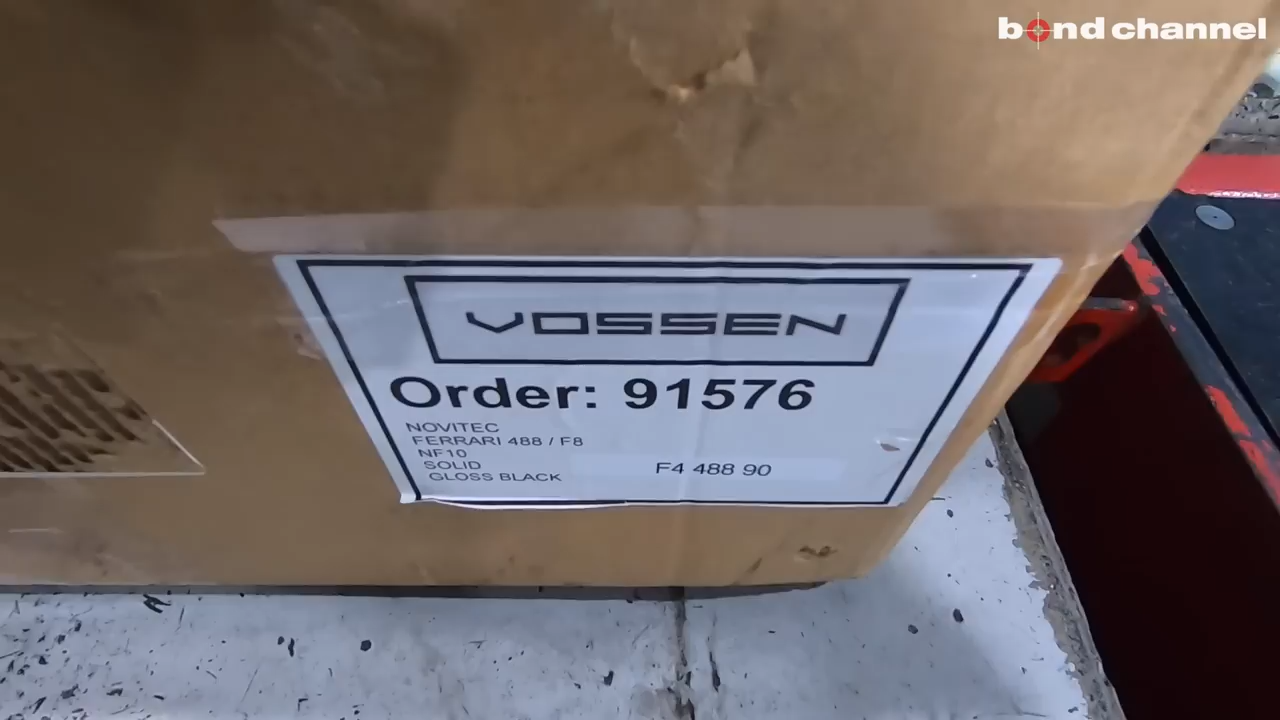 bond channel
VOSSEN
Order: 91576
NOVITEC
FERRARI 488 / F8
NF10
SOLID
GLOSS BLACK
F4 488 90